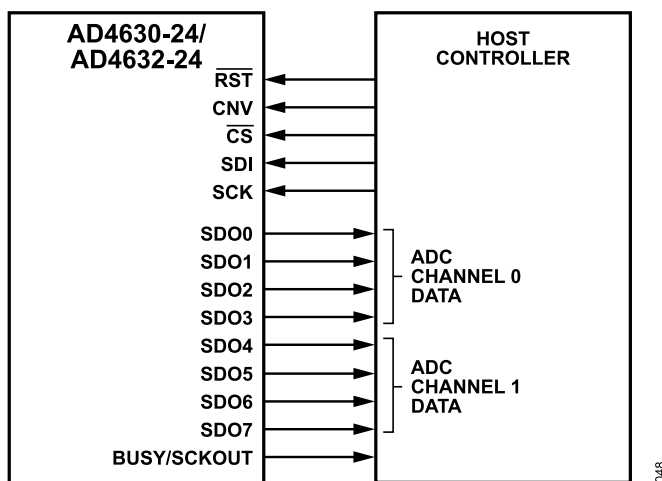 AD4630-24/
AD4632-24
RST
CNV
CS
SDI
SCK
SDO0
SDO1
SDO2
SDO3
SDO4
SDO5
SDO6
SDO7
BUSY/SCKOUT
HOST
CONTROLLER
ADC
CHANNEL 0
DATA
ADC
CHANNEL 1
DATA
048